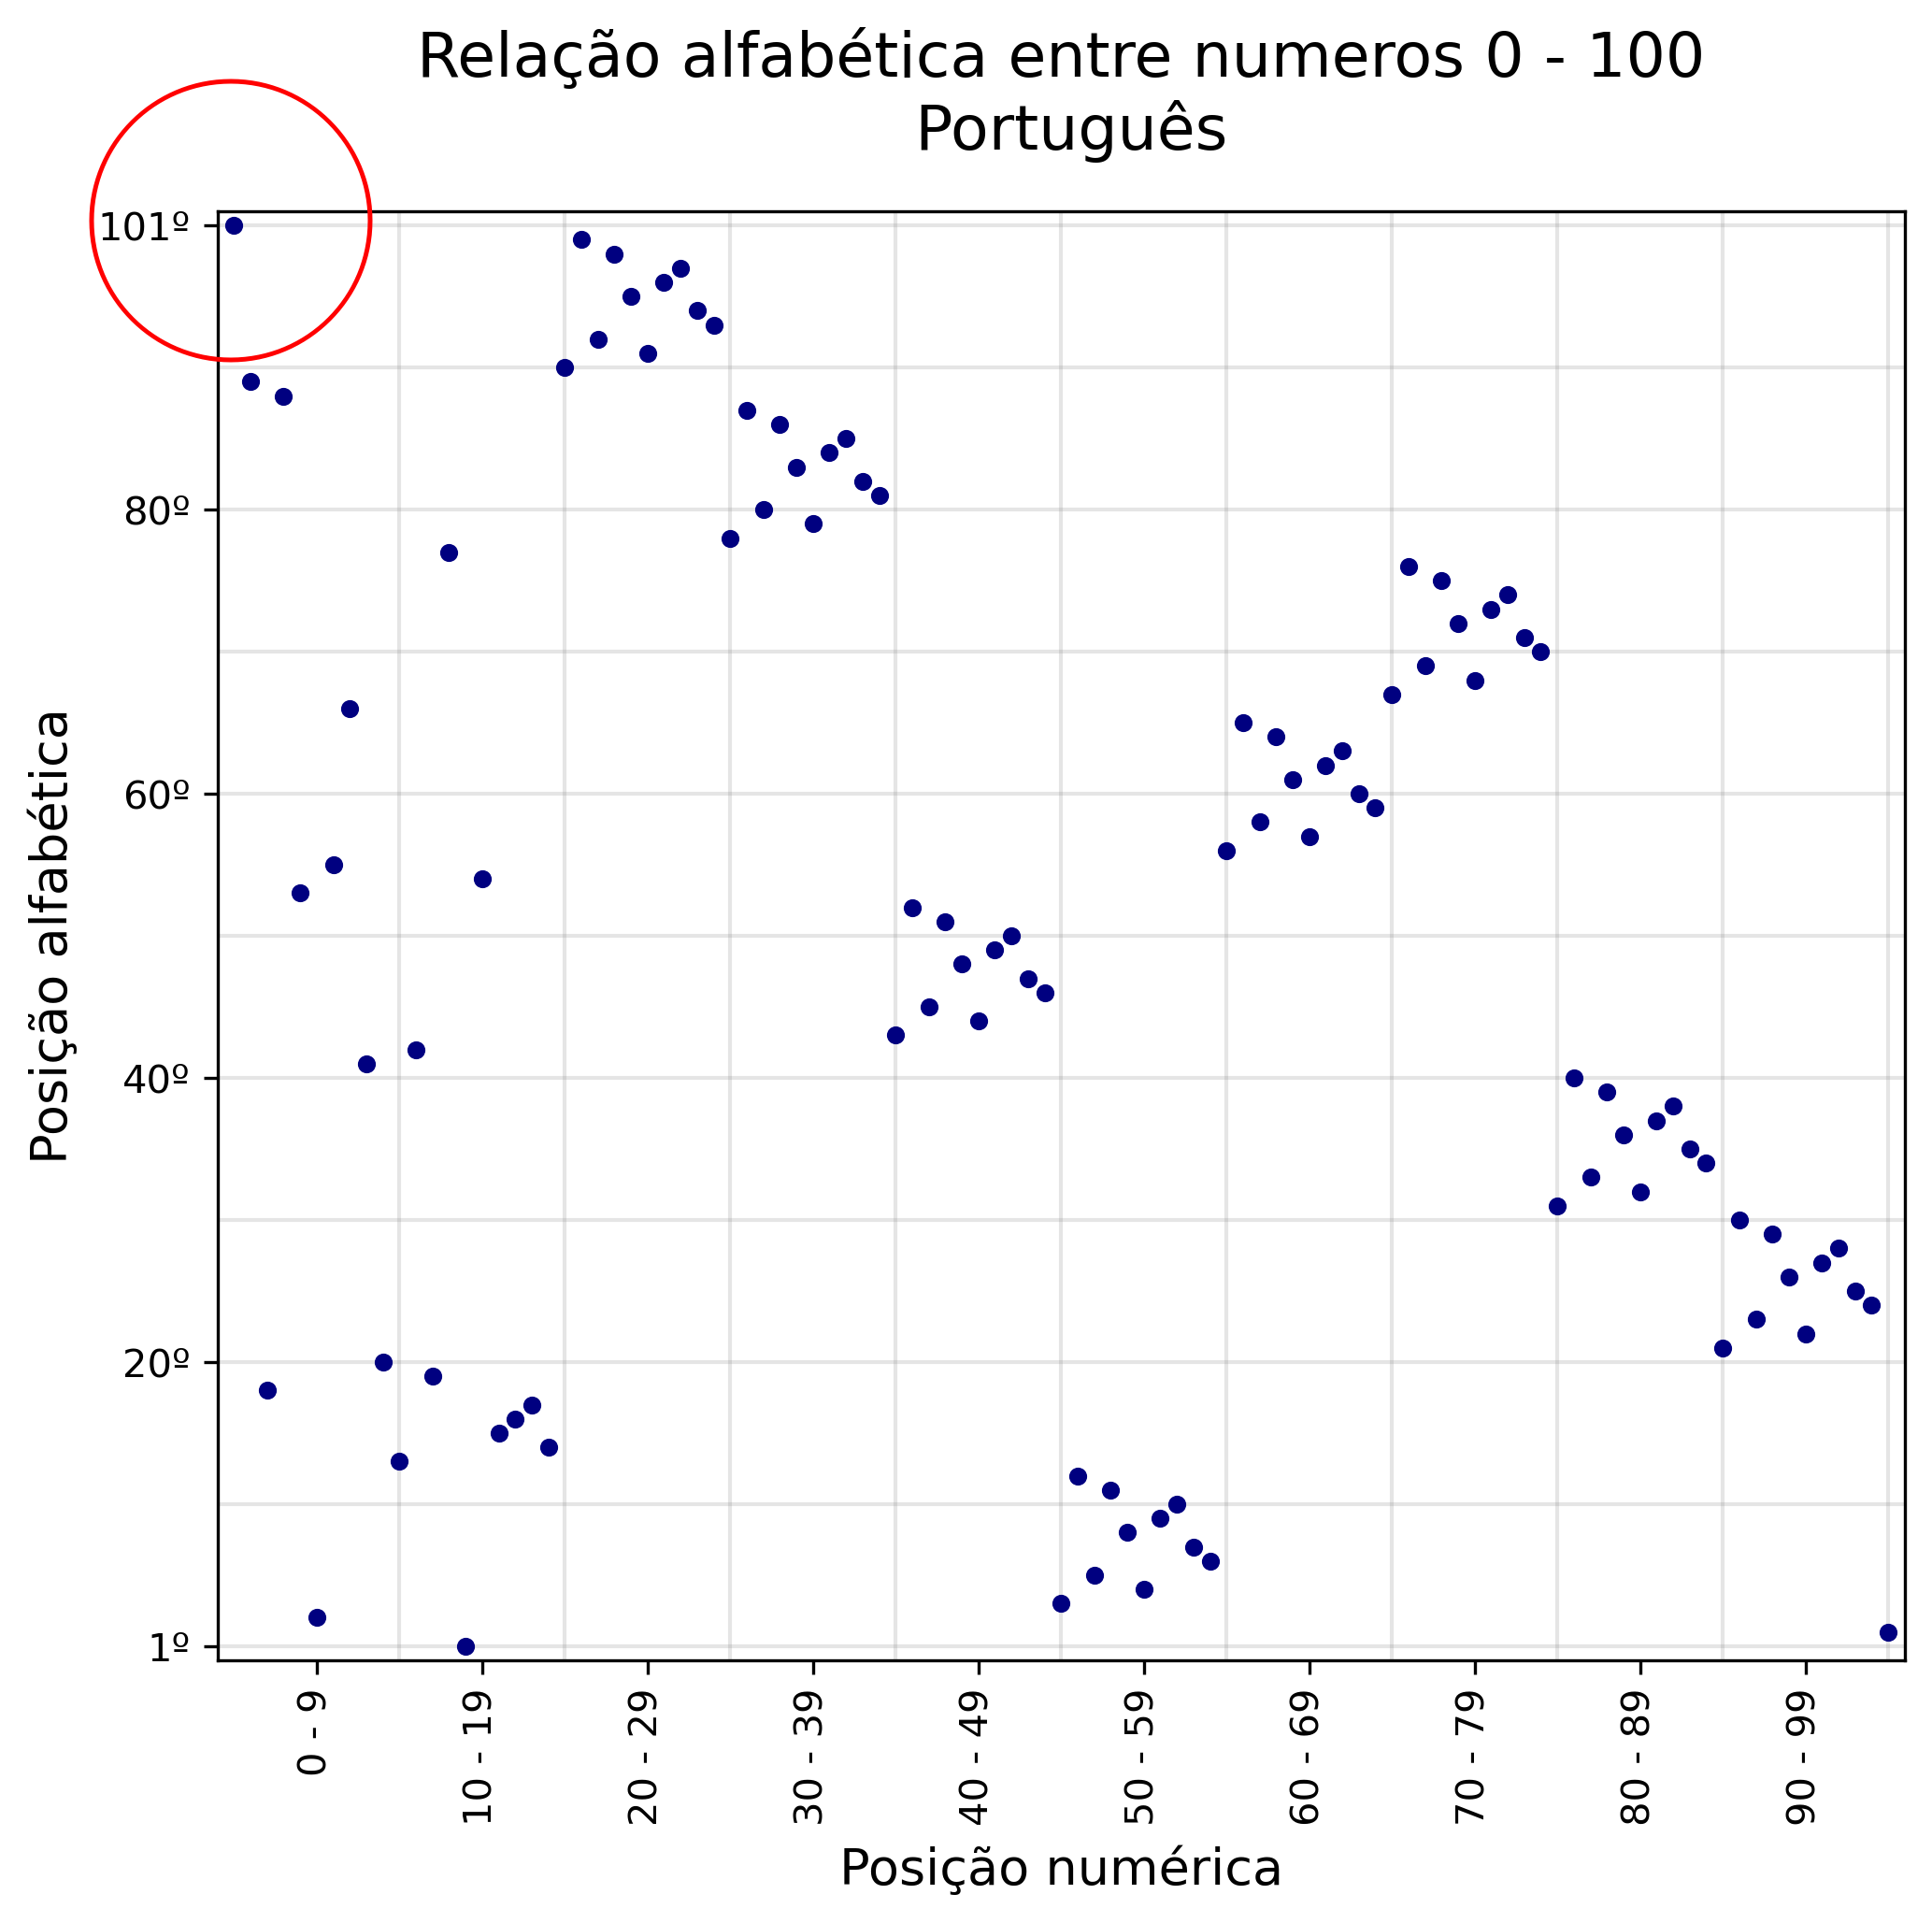 Relação alfabética entre numeros 0 - 100
Português
101º
80º
60º
40º
20º
1º
Posição alfabética
0 - 9
10 - 19
20 - 29
30 - 39
40 - 49
50 - 59
60 - 69
70 - 79
80 - 89
90 - 99
Posição numérica